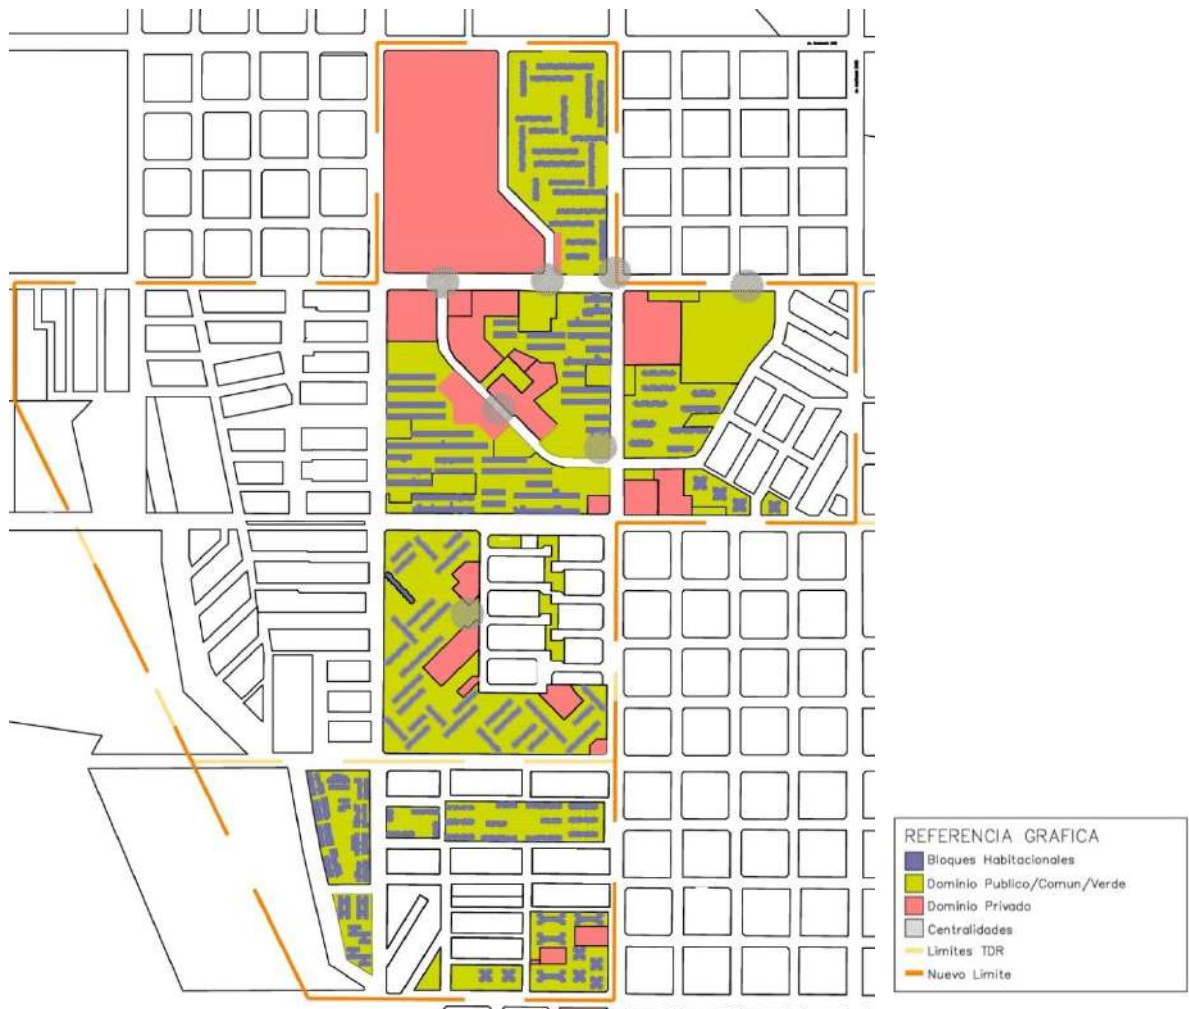 REFERENCIA GRAFICA
Bloques Habitacionales
Dominio Publico/Comun/Verde
Dominio Privado
Centralidades
Limites TDR
Nuevo Limite